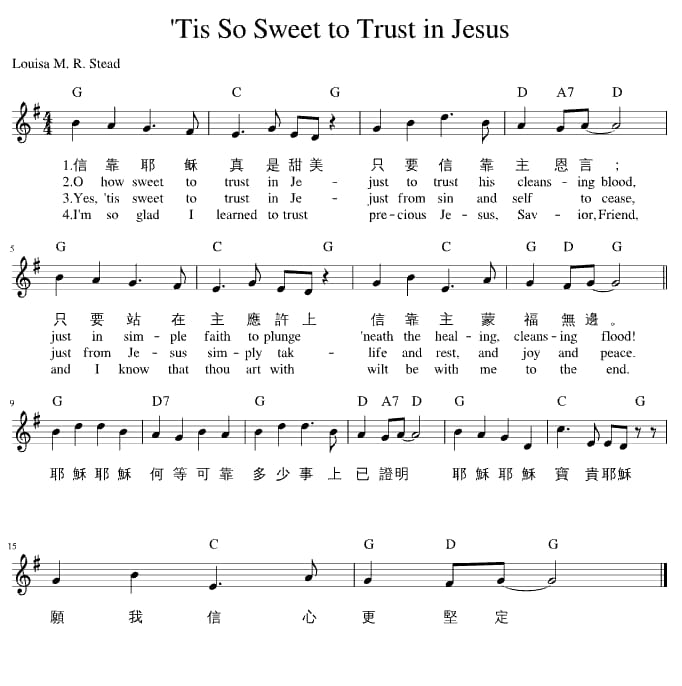 'Tis So Sweet to Trust in Jesus
Louisa M. R. Stead
G C G D A7 D
1.信 靠 耶 穌 真 是 甜 美 只 要 信 靠 主 恩 言 ；
2.O how sweet to trust in Je - just to trust his cleans - ing blood,
3.Yes, 'tis sweet to trust in Je - just from sin and self to cease,
4.I'm so glad I learned to trust pre - cious Je - sus, Sav - ior, Friend,
5
G C G G C G D G
只 要 站 在 主 應 許 上 信 靠 主 蒙 福 無 邊 。
just in sim - ple faith to plunge 'neath the heal - ing, cleans - ing flood!
just from Je - sus sim - ply tak - life and rest, and joy and peace.
and I know that thou art with wilt be with me to the end.
9
G D7 G D A7 D G C G
耶 穌 耶 穌 何 等 可 靠 多 少 事 上 已 證 明 耶 穌 耶 穌 寶 貴 耶穌
15
C G D G
願 我 信 心 更 堅 定